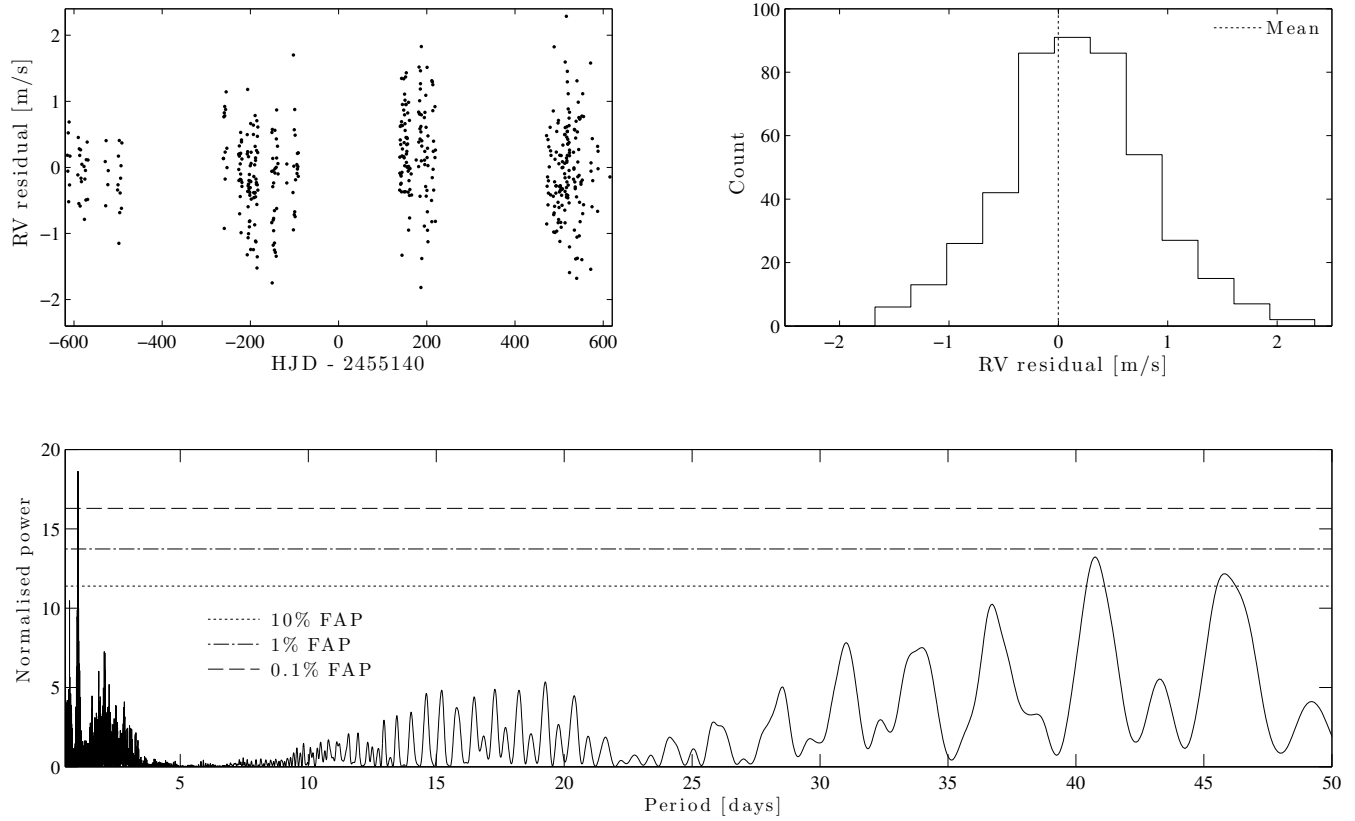 2
1
0
−1
−2
RV residual [m/s]
−600 −400 −200 0 200 400 600
HJD - 2455140
100
80
60
40
20
0
Count
Mean
−2 −1 0 1 2
RV residual [m/s]
20
15
10
5
0
Normalised power
10% FAP
1% FAP
0.1% FAP
5 10 15 20 25 30 35 40 45 50
Period [days]